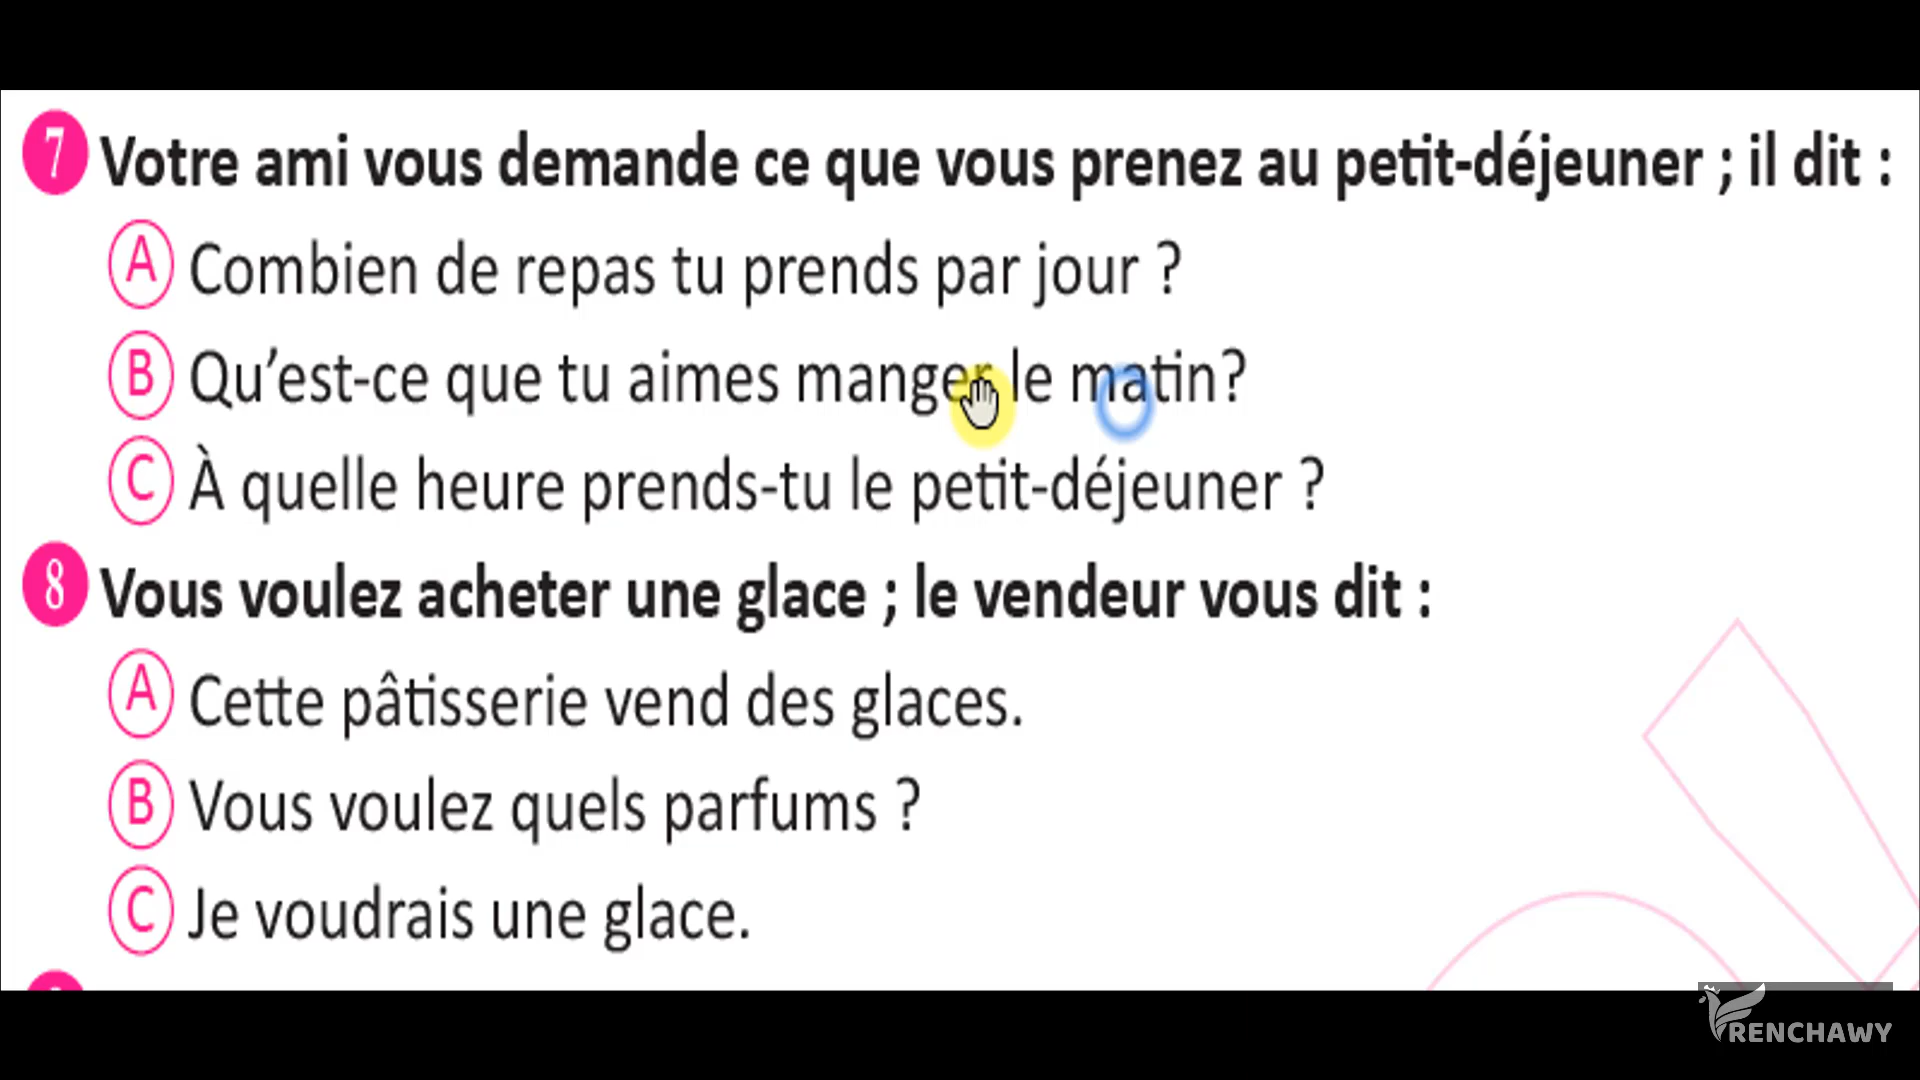 7 Votre ami vous demande ce que vous prenez au petit-déjeuner ; il dit :
A Combien de repas tu prends par jour ?
B Qu'est-ce que tu aimes manger le matin?
C À quelle heure prends-tu le petit-déjeuner ?
8 Vous voulez acheter une glace ; le vendeur vous dit :
A Cette pâtisserie vend des glaces.
B Vous voulez quels parfums ?
C Je voudrais une glace.
RENCHAWY